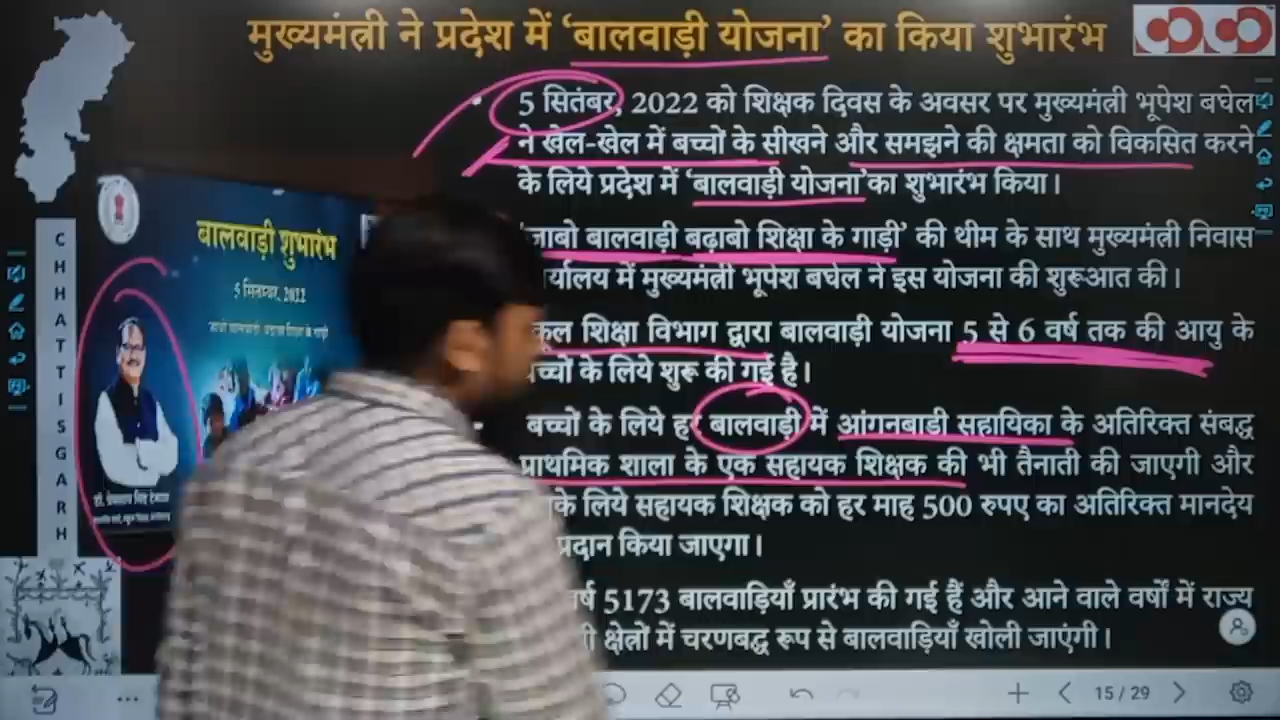 मुख्यमंत्री ने प्रदेश में ‘बालवाड़ी योजना’ का किया शुभारंभ
5 सितंबर, 2022 को शिक्षक दिवस के अवसर पर मुख्यमंत्री भूपेश बघेल
ने खेल-खेल में बच्चों के सीखने और समझने की क्षमता को विकसित करने
के लिये प्रदेश में ‘बालवाड़ी योजना’का शुभारंभ किया।
बालवाड़ी बढ़ाबो शिक्षा के गाड़ी’ की थीम के साथ मुख्यमंत्री निवास
में मुख्यमंत्री भूपेश बघेल ने इस योजना की शुरूआत की।
शिक्षा विभाग द्वारा बालवाड़ी योजना 5 से 6 वर्ष तक की आयु के
के लिये शुरू की गई है।
बच्चों के लिये हर बालवाड़ी में आंगनबाडी सहायिका के अतिरिक्त संबद्ध
प्राथमिक शाला के एक सहायक शिक्षक की भी तैनाती की जाएगी और
के लिये सहायक शिक्षक को हर माह 500 रुपए का अतिरिक्त मानदेय
प्रदान किया जाएगा।
5173 बालवाड़ियाँ प्रारंभ की गई हैं और आने वाले वर्षों में राज्य
क्षेत्रों में चरणबद्ध रूप से बालवाड़ियाँ खोली जाएंगी।
CHHATTISGARH
बालवाड़ी शुभारंभ
5 सितम्बर, 2022
15 / 29